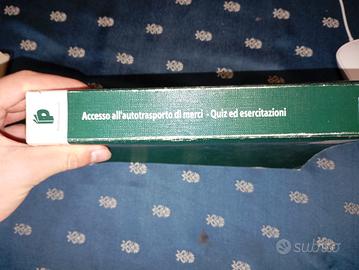 Accesso all'autotrasporto di merci - Quiz ed esercitazioni
subito